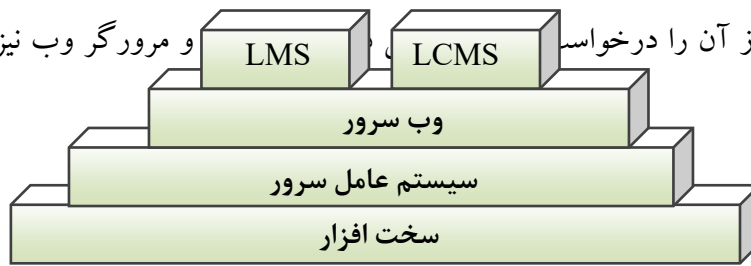 ز آن را درخواست و مرورگر وب نیز
LMS LCMS
وب سرور
سیستم عامل سرور
سخت افزار